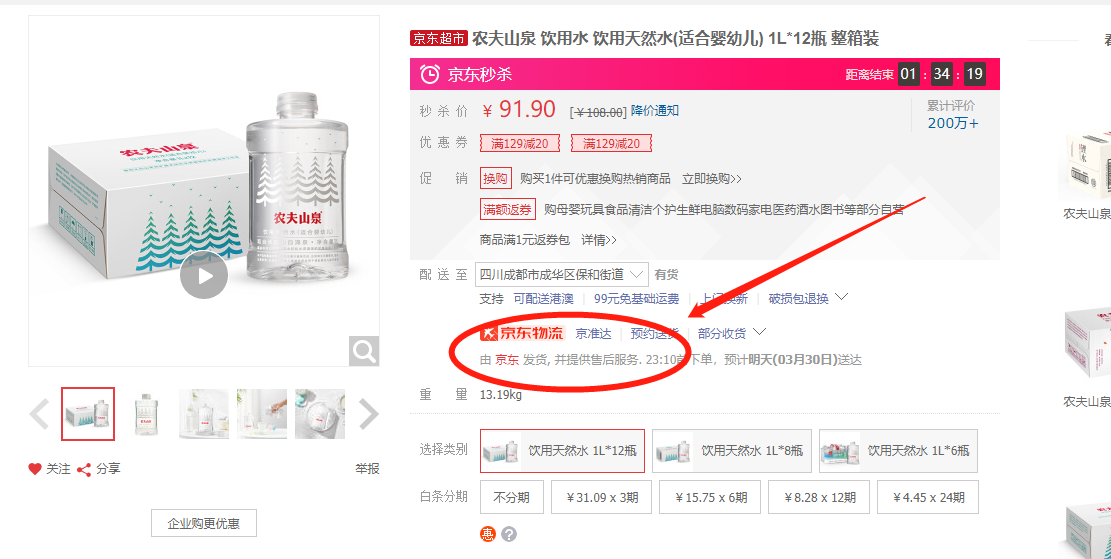 京东超市 农夫山泉 饮用水 饮用天然水(适合婴幼儿) 1L*12瓶 整箱装
京东秒杀 距离结束 01 : 34 : 19
秒杀价 ¥ 91.90 [¥108.00] 降价通知
累计评价
200万+
优惠券 满129减20 满129减20
促销 换购 购买1件可优惠换购热销商品 立即换购>>
满额返券 购母婴玩具食品清洁个护生鲜电脑数码家电医药酒水图书等部分自营
商品满1元返券包 详情>>
配送至 四川成都市成华区保和街道 有货
支持 可配送港澳 99元免基础运费 上门换新 破损包退换
京东物流 京准达 预约送货 部分收货
由 京东 发货, 并提供售后服务. 23:10前下单，预计明天(03月30日)送达
重量 13.19kg
选择类别 饮用天然水 1L*12瓶 饮用天然水 1L*8瓶 饮用天然水 1L*6瓶
白条分期 不分期 ¥31.09 x 3期 ¥15.75 x 6期 ¥8.28 x 12期 ¥4.45 x 24期
惠 ?
农夫山泉
农夫山泉
关注 分享 举报
企业购更优惠
农夫山泉
农夫山泉